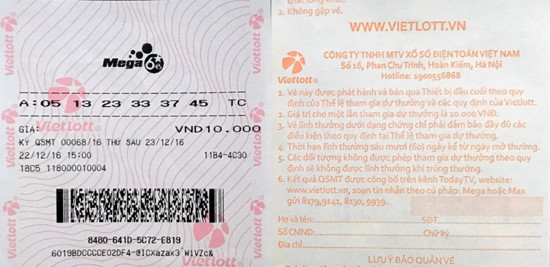 Mega 6/45
Vietlott
A: 05 13 23 33 37 45 TC
GIÁ: VND10.000
KỲ QSMT 00068/16 THỨ SÁU 23/12/16
22/12/16 15:00 11B4-4C30
18C5 118000010004
8480-641D-5C72-E819
2. Không gặp vé.
WWW.VIETLOTT.VN
Vietlott
CÔNG TY TNHH MTV XỔ SỐ ĐIỆN TOÁN VIỆT NAM
Số 16, Phan Chu Trinh, Hoàn Kiếm, Hà Nội
Hotline: 1900556868
1. Vé này được phát hành và bán qua Thiết bị đầu cuối theo quy
định của Thể lệ tham gia dự thưởng và các quy định của Vietlott.
2. Giá trị cho một lần tham gia dự thưởng là 10.000 VNĐ.
3. Vé lĩnh thưởng dưới dạng chứng chỉ phải đảm bảo đầy đủ các
điều kiện theo quy định tại Thể lệ tham gia dự thưởng.
4. Thời hạn lĩnh thưởng sáu mươi (60) ngày kể từ ngày mở thưởng.
5. Các đối tượng không được phép tham gia dự thưởng theo quy
định sẽ không được lĩnh thưởng khi trúng thưởng.
6. Kết quả QSMT được công bố trên kênh TodayTV, website:
www.vietlott.vn, soạn tin nhắn theo cú pháp: Mega hoặc Max
gửi 8179, 9141, 8130, 9939.
Họ và tên: SĐT
Số CMND: Chữ ký:
Địa chỉ
LƯU Ý BẢO QUẢN VÉ